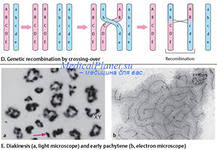 Recombination
D. Genetic recombination by crossing-over
MedicalPlanet.su
– медицина для вас
XY
a
b
E. Diakinesis (a, light microscope) and early pachytene (b, electron microscope)